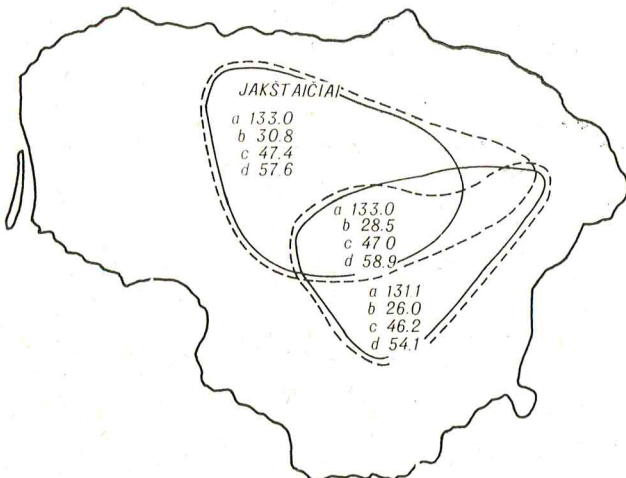 JAKŠTAIČIAI
a 133.0
b 30.8
c 47.4
d 57.6
a 133.0
b 28.5
c 47 0
d 58.9
a 131.1
b 26.0
c 46.2
d 54.1